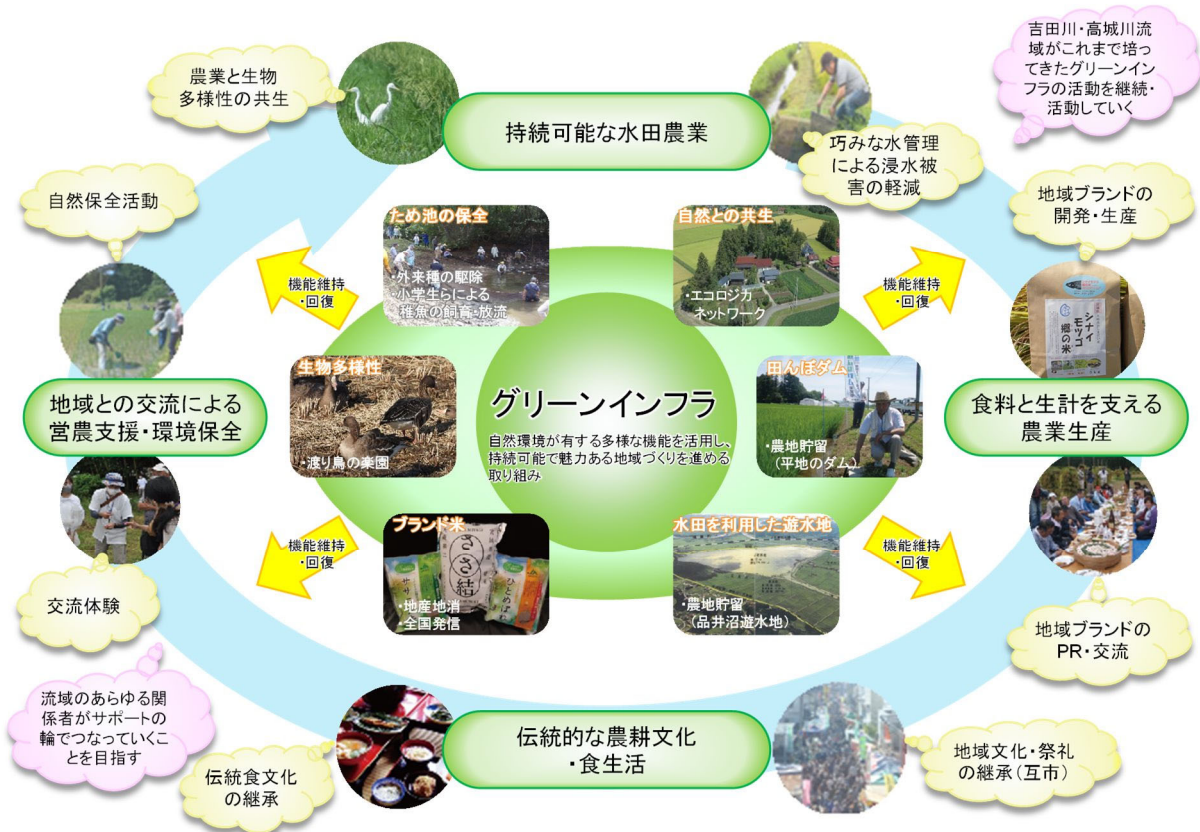 農業と生物
多様性の共生
持続可能な水田農業
吉田川・高城川流
域がこれまで培っ
てきたグリーンイン
フラの活動を継続・
活動していく
巧みな水管理
による浸水被
害の軽減
自然保全活動
地域ブランドの
開発・生産
ため池の保全
・外来種の駆除
・小学生らによる
稚魚の飼育・放流
自然との共生
・エコロジカ
ネットワーク
機能維持
・回復
機能維持
・回復
シナイ
モツゴ
郷の米
生物多様性
・渡り鳥の楽園
グリーンインフラ
自然環境が有する多様な機能を活用し、
持続可能で魅力ある地域づくりを進める
取り組み
田んぼダム
・農地貯留
(平地のダム)
地域との交流による
営農支援・環境保全
食料と生計を支える
農業生産
ブランド米
ささ結
ひとめぼれ
・地産地消
・全国発信
水田を利用した遊水地
・農地貯留
(品井沼遊水地)
機能維持
・回復
機能維持
・回復
交流体験
地域ブランドの
PR・交流
流域のあらゆる関
係者がサポートの
輪でつなっていくこ
とを目指す
伝統食文化
の継承
伝統的な農耕文化
・食生活
地域文化・祭礼
の継承(互市)